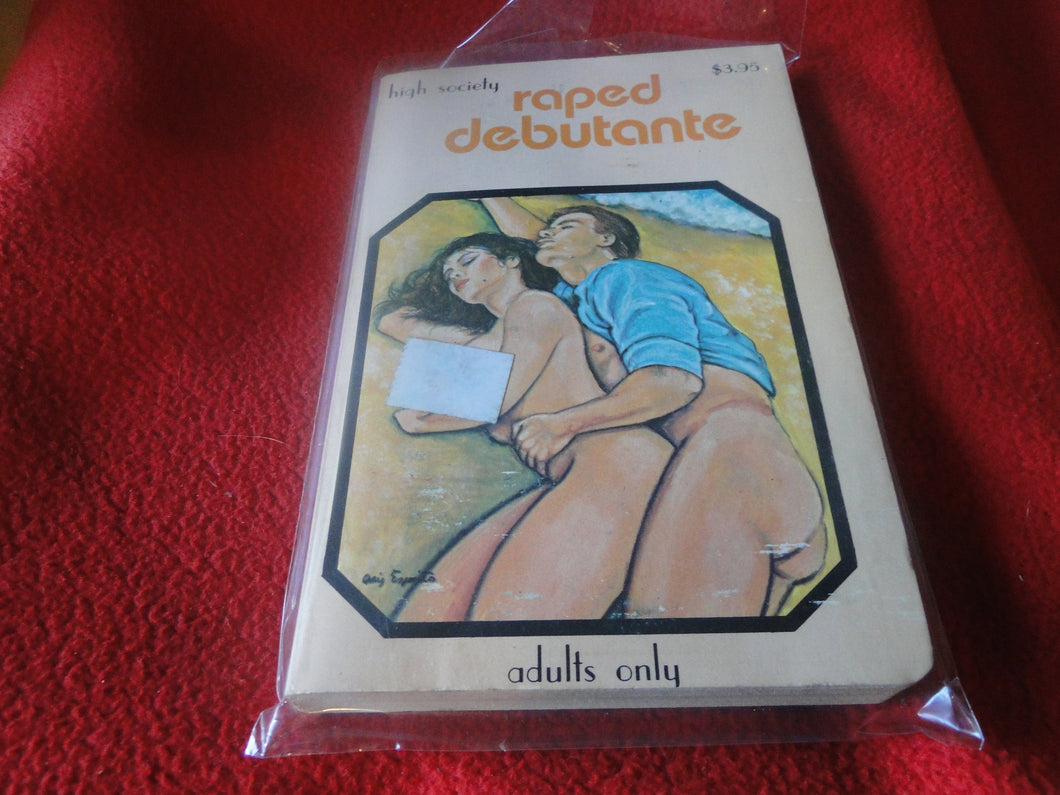 high society
$3.95
raped
debutante
adults only